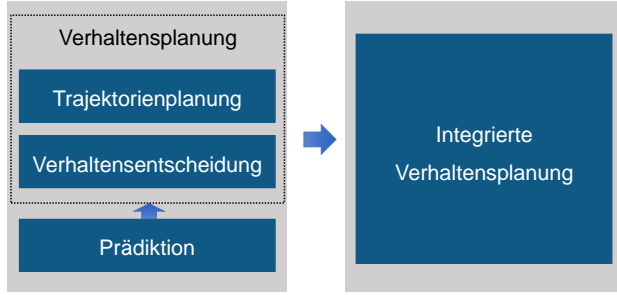 Verhaltensplanung
Trajektorienplanung
Verhaltensentscheidung
Prädiktion
Integrierte
Verhaltensplanung